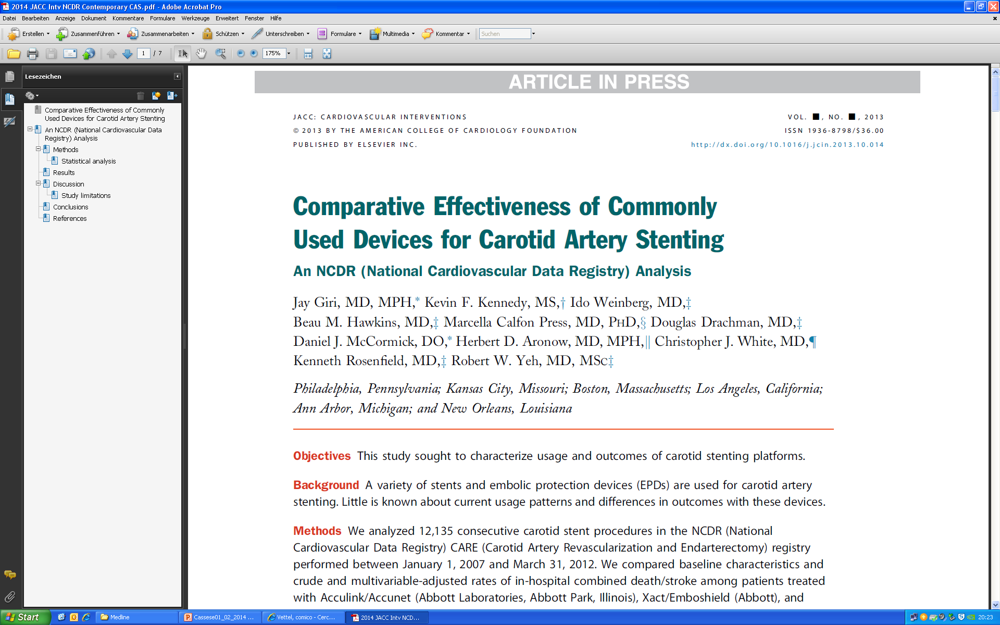 2014 JACC Intv NCDR Contemporary CAS.pdf - Adobe Acrobat Pro
Datei Bearbeiten Anzeige Dokument Kommentare Formulare Werkzeuge Erweitert Fenster Hilfe
Erstellen Zusammenführen Zusammenarbeiten Schützen Unterschreiben Formulare Multimedia Kommentar Suchen
1 / 7 175%
Lesezeichen
Comparative Effectiveness of Commonly
Used Devices for Carotid Artery Stenting
An NCDR (National Cardiovascular Data
Registry) Analysis
Methods
Statistical analysis
Results
Discussion
Study limitations
Conclusions
References
ARTICLE IN PRESS
JACC: CARDIOVASCULAR INTERVENTIONS VOL. ■, NO. ■, 2013
© 2013 BY THE AMERICAN COLLEGE OF CARDIOLOGY FOUNDATION ISSN 1936-8798/$36.00
PUBLISHED BY ELSEVIER INC. http://dx.doi.org/10.1016/j.jcin.2013.10.014
Comparative Effectiveness of Commonly
Used Devices for Carotid Artery Stenting
An NCDR (National Cardiovascular Data Registry) Analysis
Jay Giri, MD, MPH,* Kevin F. Kennedy, MS,† Ido Weinberg, MD,‡
Beau M. Hawkins, MD,‡ Marcella Calfon Press, MD, PHD,§ Douglas Drachman, MD,‡
Daniel J. McCormick, DO,* Herbert D. Aronow, MD, MPH,|| Christopher J. White, MD,¶
Kenneth Rosenfield, MD,‡ Robert W. Yeh, MD, MSC‡
Philadelphia, Pennsylvania; Kansas City, Missouri; Boston, Massachusetts; Los Angeles, California;
Ann Arbor, Michigan; and New Orleans, Louisiana
Objectives This study sought to characterize usage and outcomes of carotid stenting platforms.
Background A variety of stents and embolic protection devices (EPDs) are used for carotid artery
stenting. Little is known about current usage patterns and differences in outcomes with these devices.
Methods We analyzed 12,135 consecutive carotid stent procedures in the NCDR (National
Cardiovascular Data Registry) CARE (Carotid Artery Revascularization and Endarterectomy) registry
performed between January 1, 2007 and March 31, 2012. We compared baseline characteristics and
crude and multivariable-adjusted rates of in-hospital combined death/stroke among patients treated
with Acculink/Accunet (Abbott Laboratories, Abbott Park, Illinois), Xact/Emboshield (Abbott), and
Start Medline Cassese01_02_2014 ... Vettel, comico - Cerc... 2014 JACC Intv NCD... 20:23